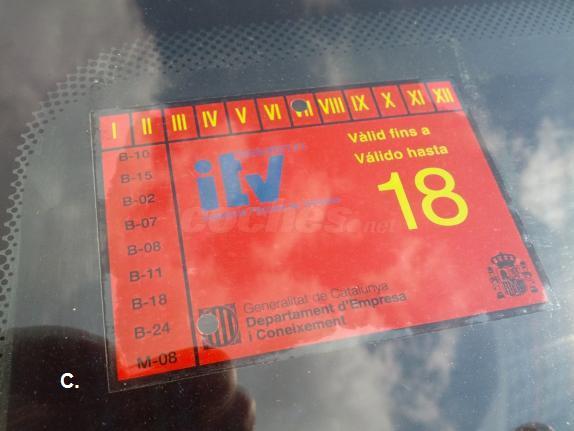 I II III IV V VI VII VIII IX X XI XII
B-10
B-15
B-02
B-07
B-08
B-11
B-18
B-24
M-08
Vàlid fins a
Válido hasta
18
itv
coches.net
Generalitat de Catalunya
Departament d'Empresa
i Coneixement
C.